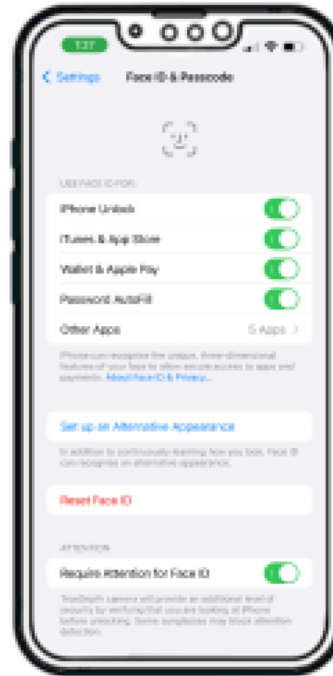 1:37
Settings
Face ID & Passcode
USE FACE ID FOR:
iPhone Unlock
iTunes & App Store
Wallet & Apple Pay
Password AutoFill
Other Apps
5 Apps
iPhone can recognise the unique, three-dimensional
features of your face to allow secure access to apps and
payments. About Face ID & Privacy...
Set up an Alternative Appearance
In addition to continuously learning how you look, Face ID
can recognise an alternative appearance.
Reset Face ID
ATTENTION
Require Attention for Face ID
TrueDepth camera will provide an additional level of
security by verifying that you are looking at iPhone
before unlocking. Some sunglasses may block attention
detection.